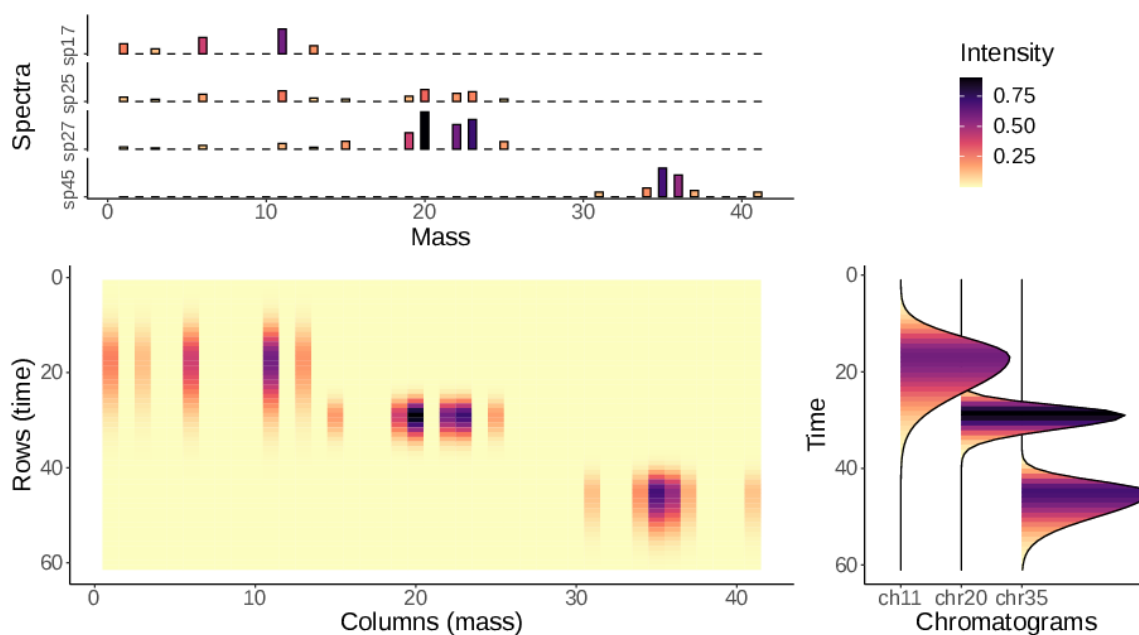 Spectra
sp17
sp25
sp27
sp45
0 10 20 30 40
Mass
Intensity
0.75
0.50
0.25
Rows (time)
0
20
40
60
0 10 20 30 40
Columns (mass)
Time
0
20
40
60
ch11 chr20 chr35
Chromatograms